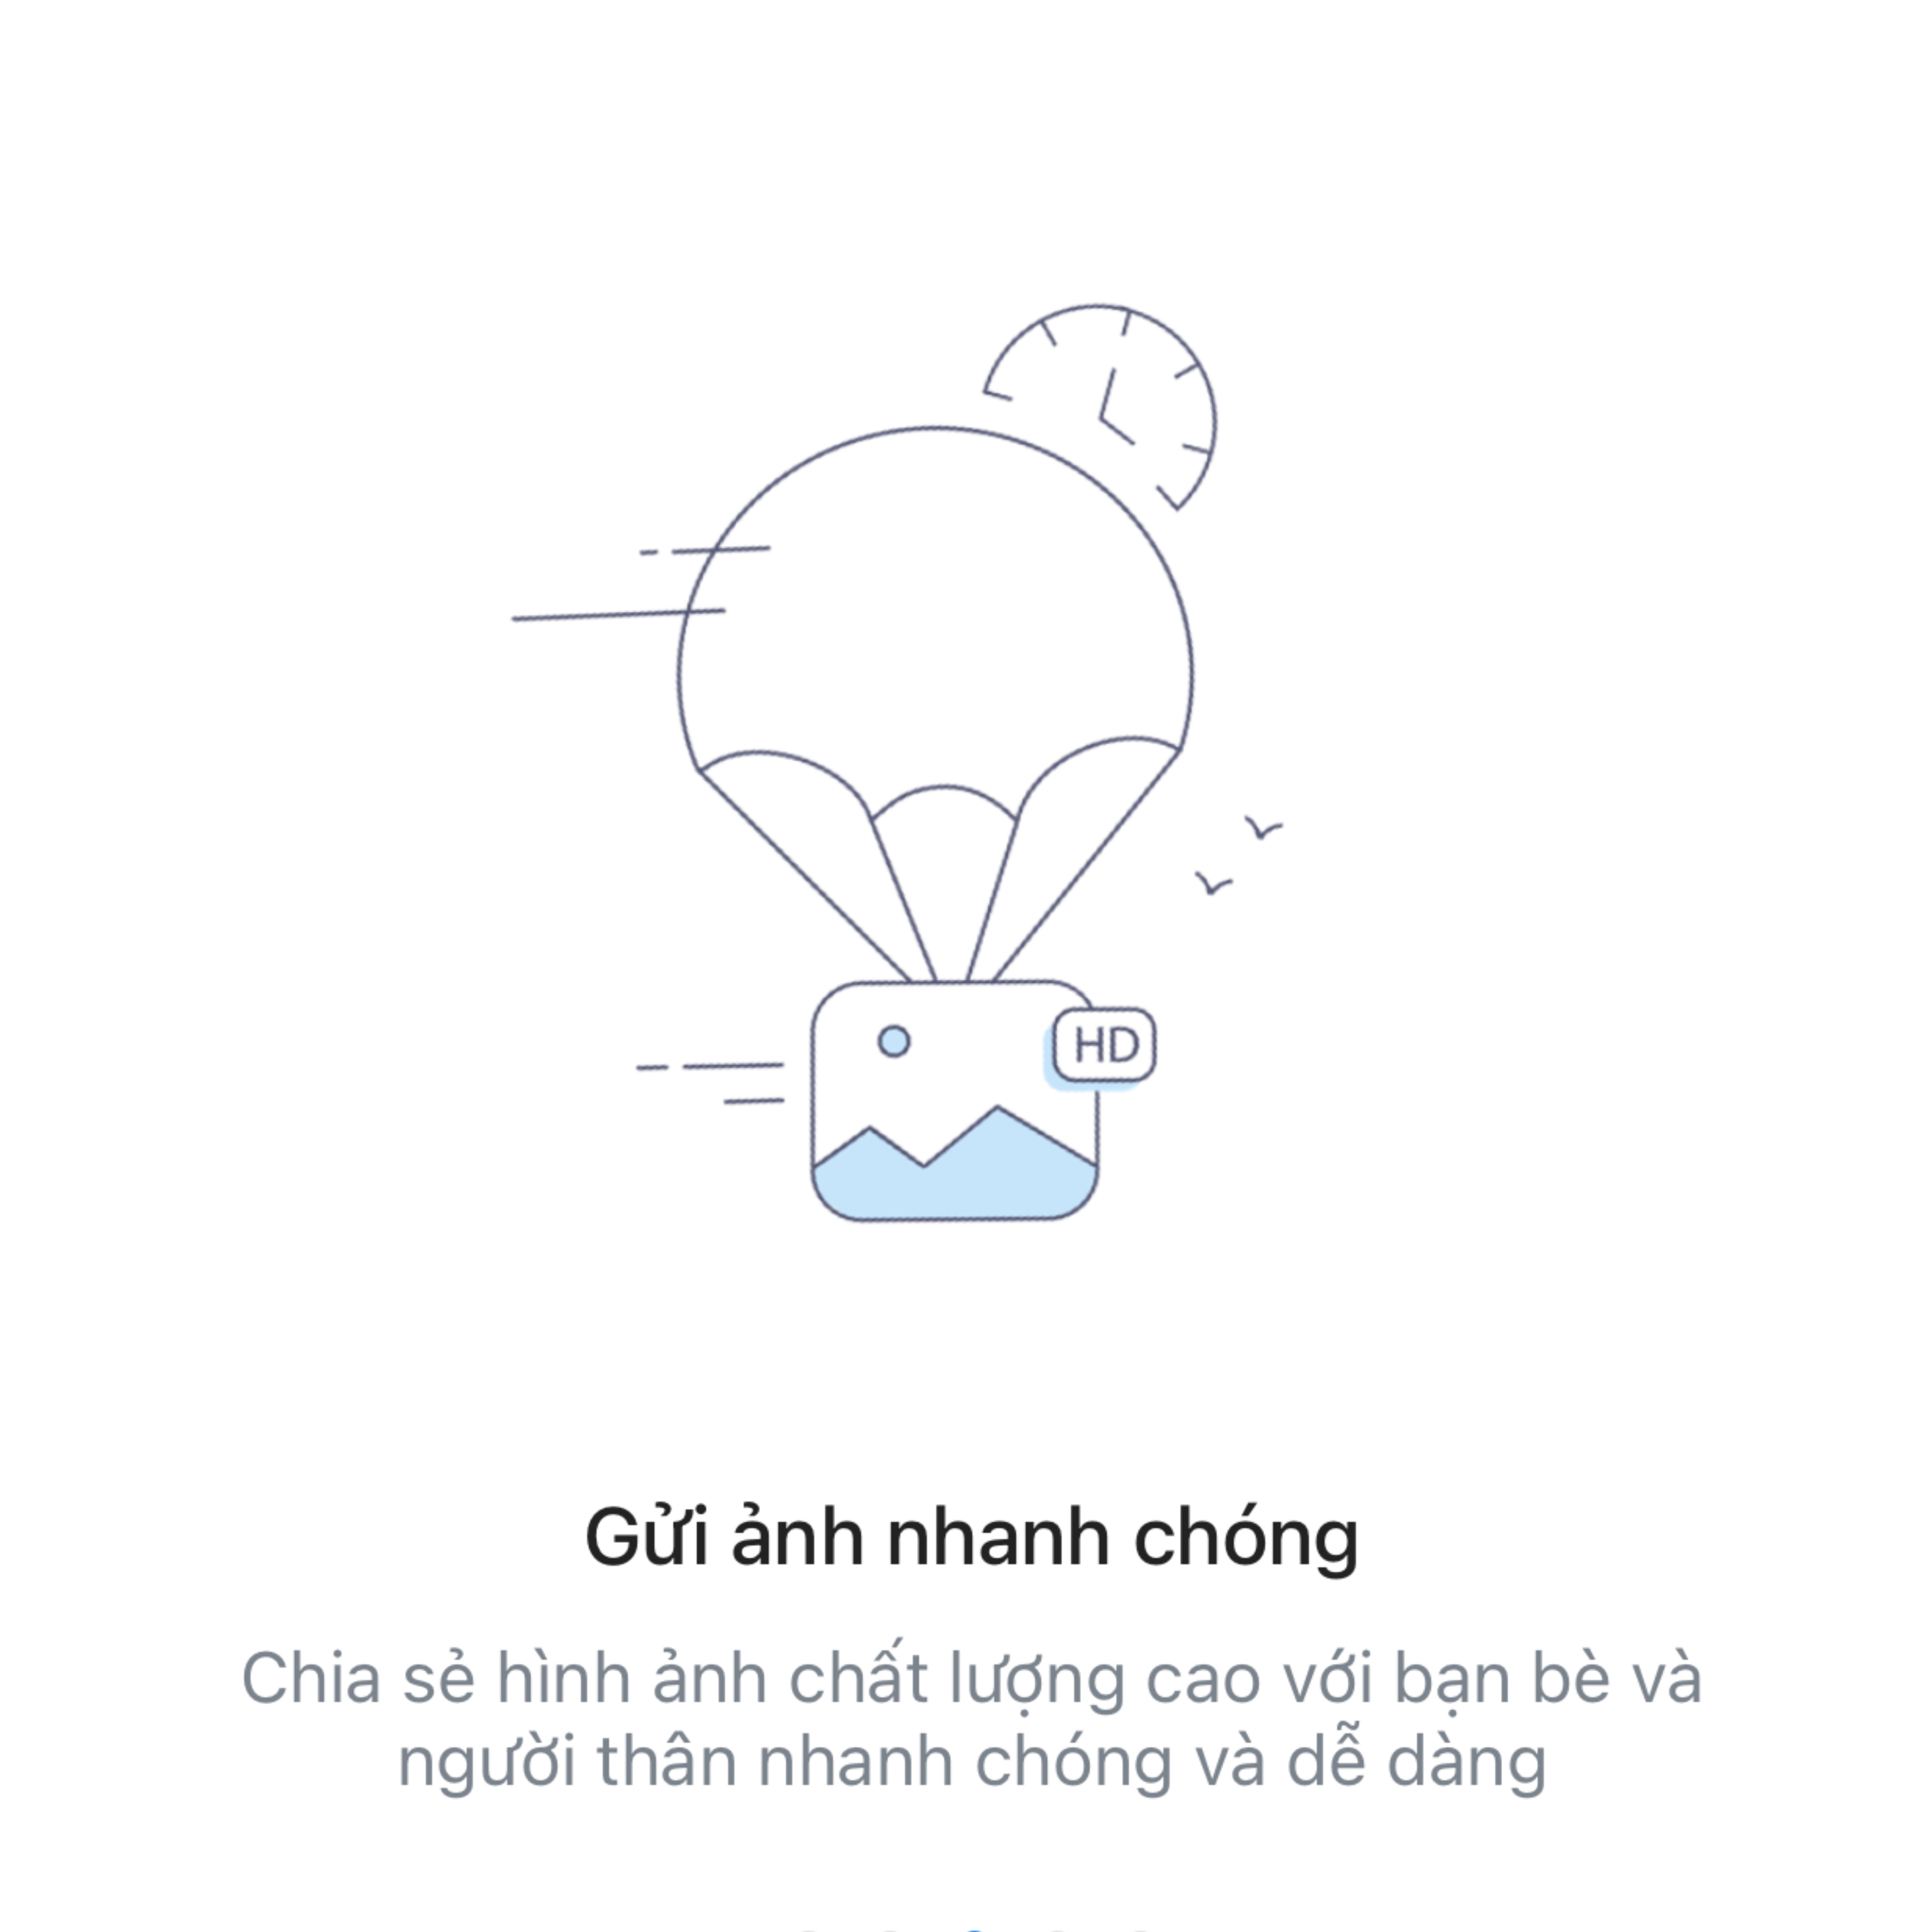 HD
Gửi ảnh nhanh chóng
Chia sẻ hình ảnh chất lượng cao với bạn bè và
người thân nhanh chóng và dễ dàng